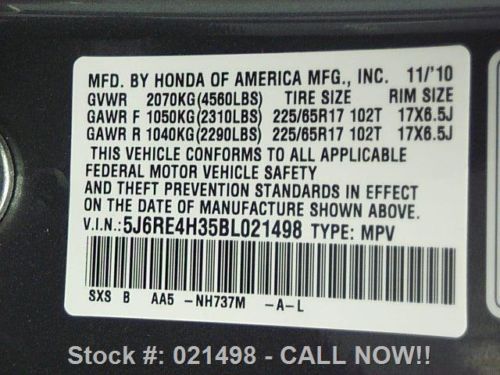 MFD. BY HONDA OF AMERICA MFG., INC. 11/'10
GVWR 2070KG(4560LBS) TIRE SIZE RIM SIZE
GAWR F 1050KG(2310LBS) 225/65R17 102T 17X6.5J
GAWR R 1040KG(2290LBS) 225/65R17 102T 17X6.5J
THIS VEHICLE CONFORMS TO ALL APPLICABLE
FEDERAL MOTOR VEHICLE SAFETY
AND THEFT PREVENTION STANDARDS IN EFFECT ON
THE DATE OF MANUFACTURE SHOWN ABOVE.
V.I.N.: 5J6RE4H35BL021498 TYPE: MPV
SXS B AA5 -NH737M -A-L
Stock #: 021498 - CALL NOW!!